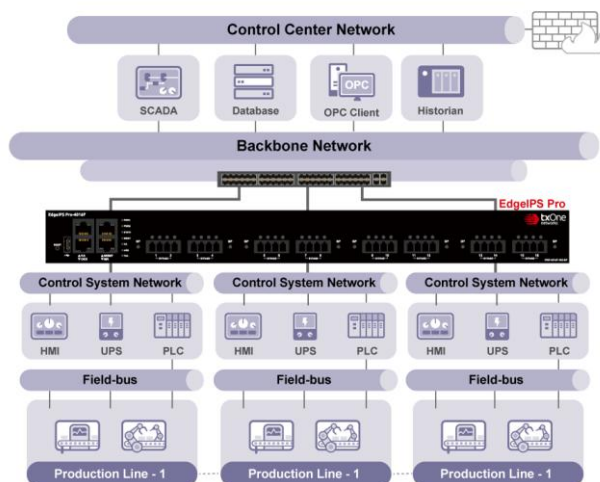 Control Center Network
SCADA
Database
OPC
OPC Client
Historian
Backbone Network
EdgeIPS Pro
txOne
networks
Control System Network
Control System Network
Control System Network
HMI
UPS
PLC
HMI
UPS
PLC
HMI
UPS
PLC
Field-bus
Field-bus
Field-bus
Production Line - 1
Production Line - 1
Production Line - 1